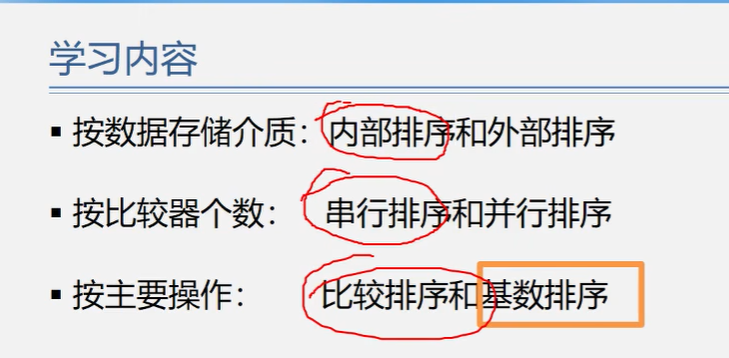 学习内容
▪ 按数据存储介质：内部排序和外部排序
▪ 按比较器个数：串行排序和并行排序
▪ 按主要操作：比较排序和基数排序